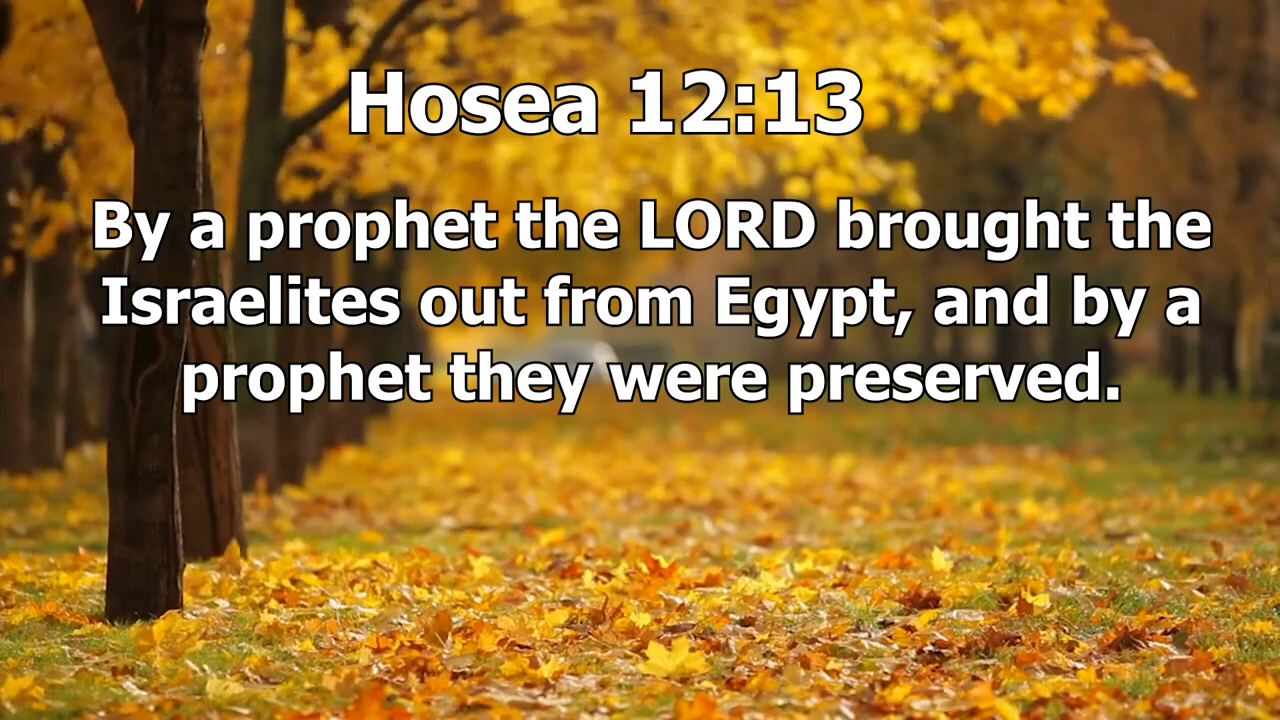 Hosea 12:13
By a prophet the LORD brought the
Israelites out from Egypt, and by a
prophet they were preserved.